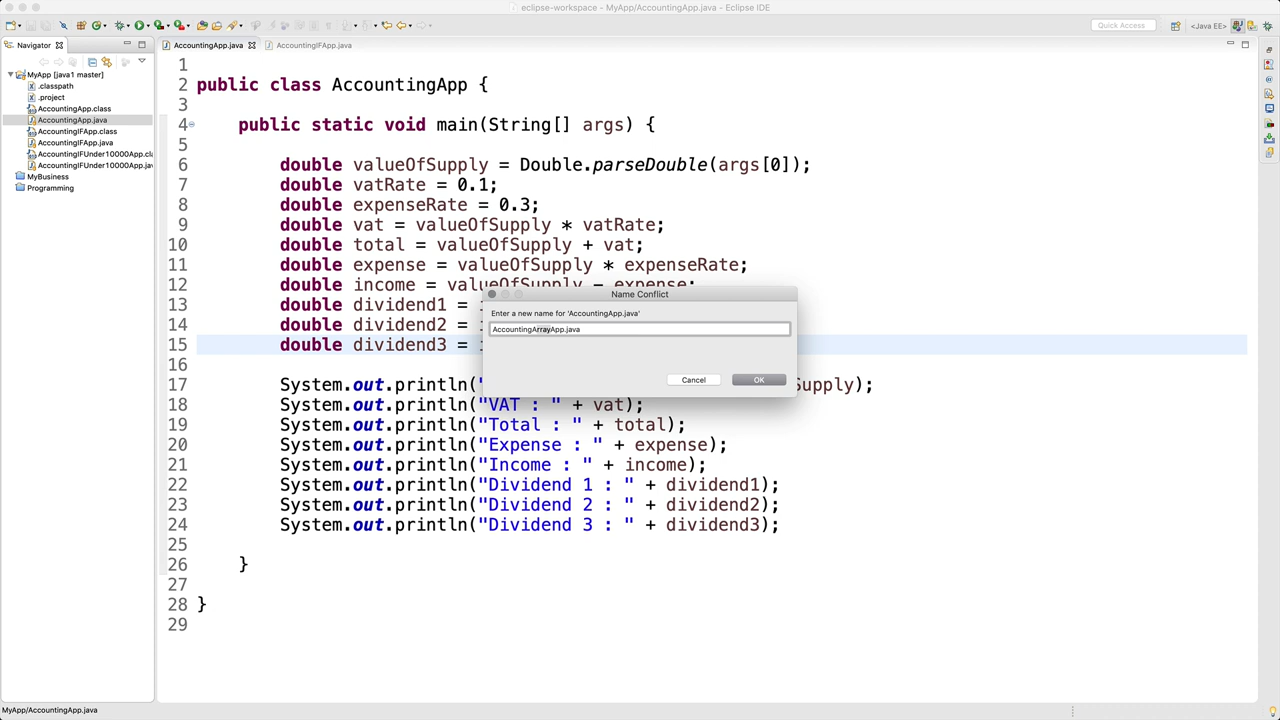 eclipse-workspace - MyApp/AccountingApp.java - Eclipse IDE
Quick Access
<Java EE>
Navigator
AccountingApp.java
AccountingIFApp.java
MyApp [java1 master]
.classpath
.project
AccountingApp.class
AccountingApp.java
AccountingIFApp.class
AccountingIFApp.java
AccountingIFUnder10000App.cl
AccountingIFUnder10000App.jav
MyBusiness
Programming
1
2 public class AccountingApp {
3
4 public static void main(String[] args) {
5
6 double valueOfSupply = Double.parseDouble(args[0]);
7 double vatRate = 0.1;
8 double expenseRate = 0.3;
9 double vat = valueOfSupply * vatRate;
10 double total = valueOfSupply + vat;
11 double expense = valueOfSupply * expenseRate;
12 double income = valueOfSupply - expense;
13 double dividend1 =
14 double dividend2 =
15 double dividend3 =
16
17 System.out.println(" Supply);
18 System.out.println("VAT : " + vat);
19 System.out.println("Total : " + total);
20 System.out.println("Expense : " + expense);
21 System.out.println("Income : " + income);
22 System.out.println("Dividend 1 : " + dividend1);
23 System.out.println("Dividend 2 : " + dividend2);
24 System.out.println("Dividend 3 : " + dividend3);
25
26 }
27
28 }
29
Name Conflict
Enter a new name for 'AccountingApp.java'
AccountingArrayApp.java
Cancel
OK
MyApp/AccountingApp.java